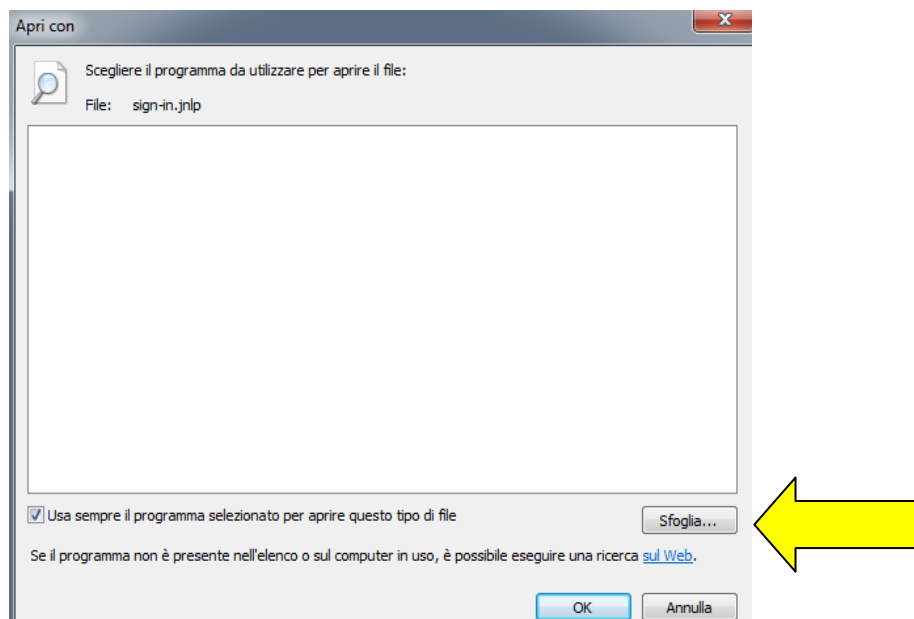 Apri con
Scegliere il programma da utilizzare per aprire il file:
File: sign-in.jnlp
Usa sempre il programma selezionato per aprire questo tipo di file
Sfoglia...
Se il programma non è presente nell'elenco o sul computer in uso, è possibile eseguire una ricerca sul Web.
OK Annulla